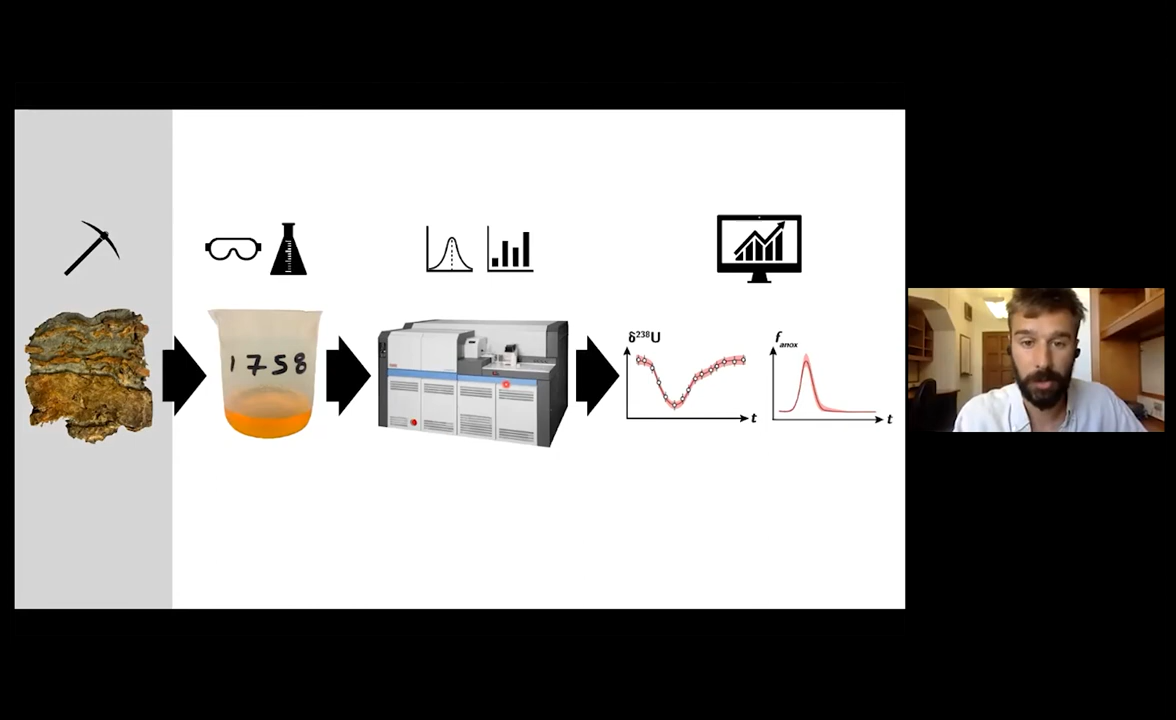 1758
δ²³⁸U
t
f anox
t